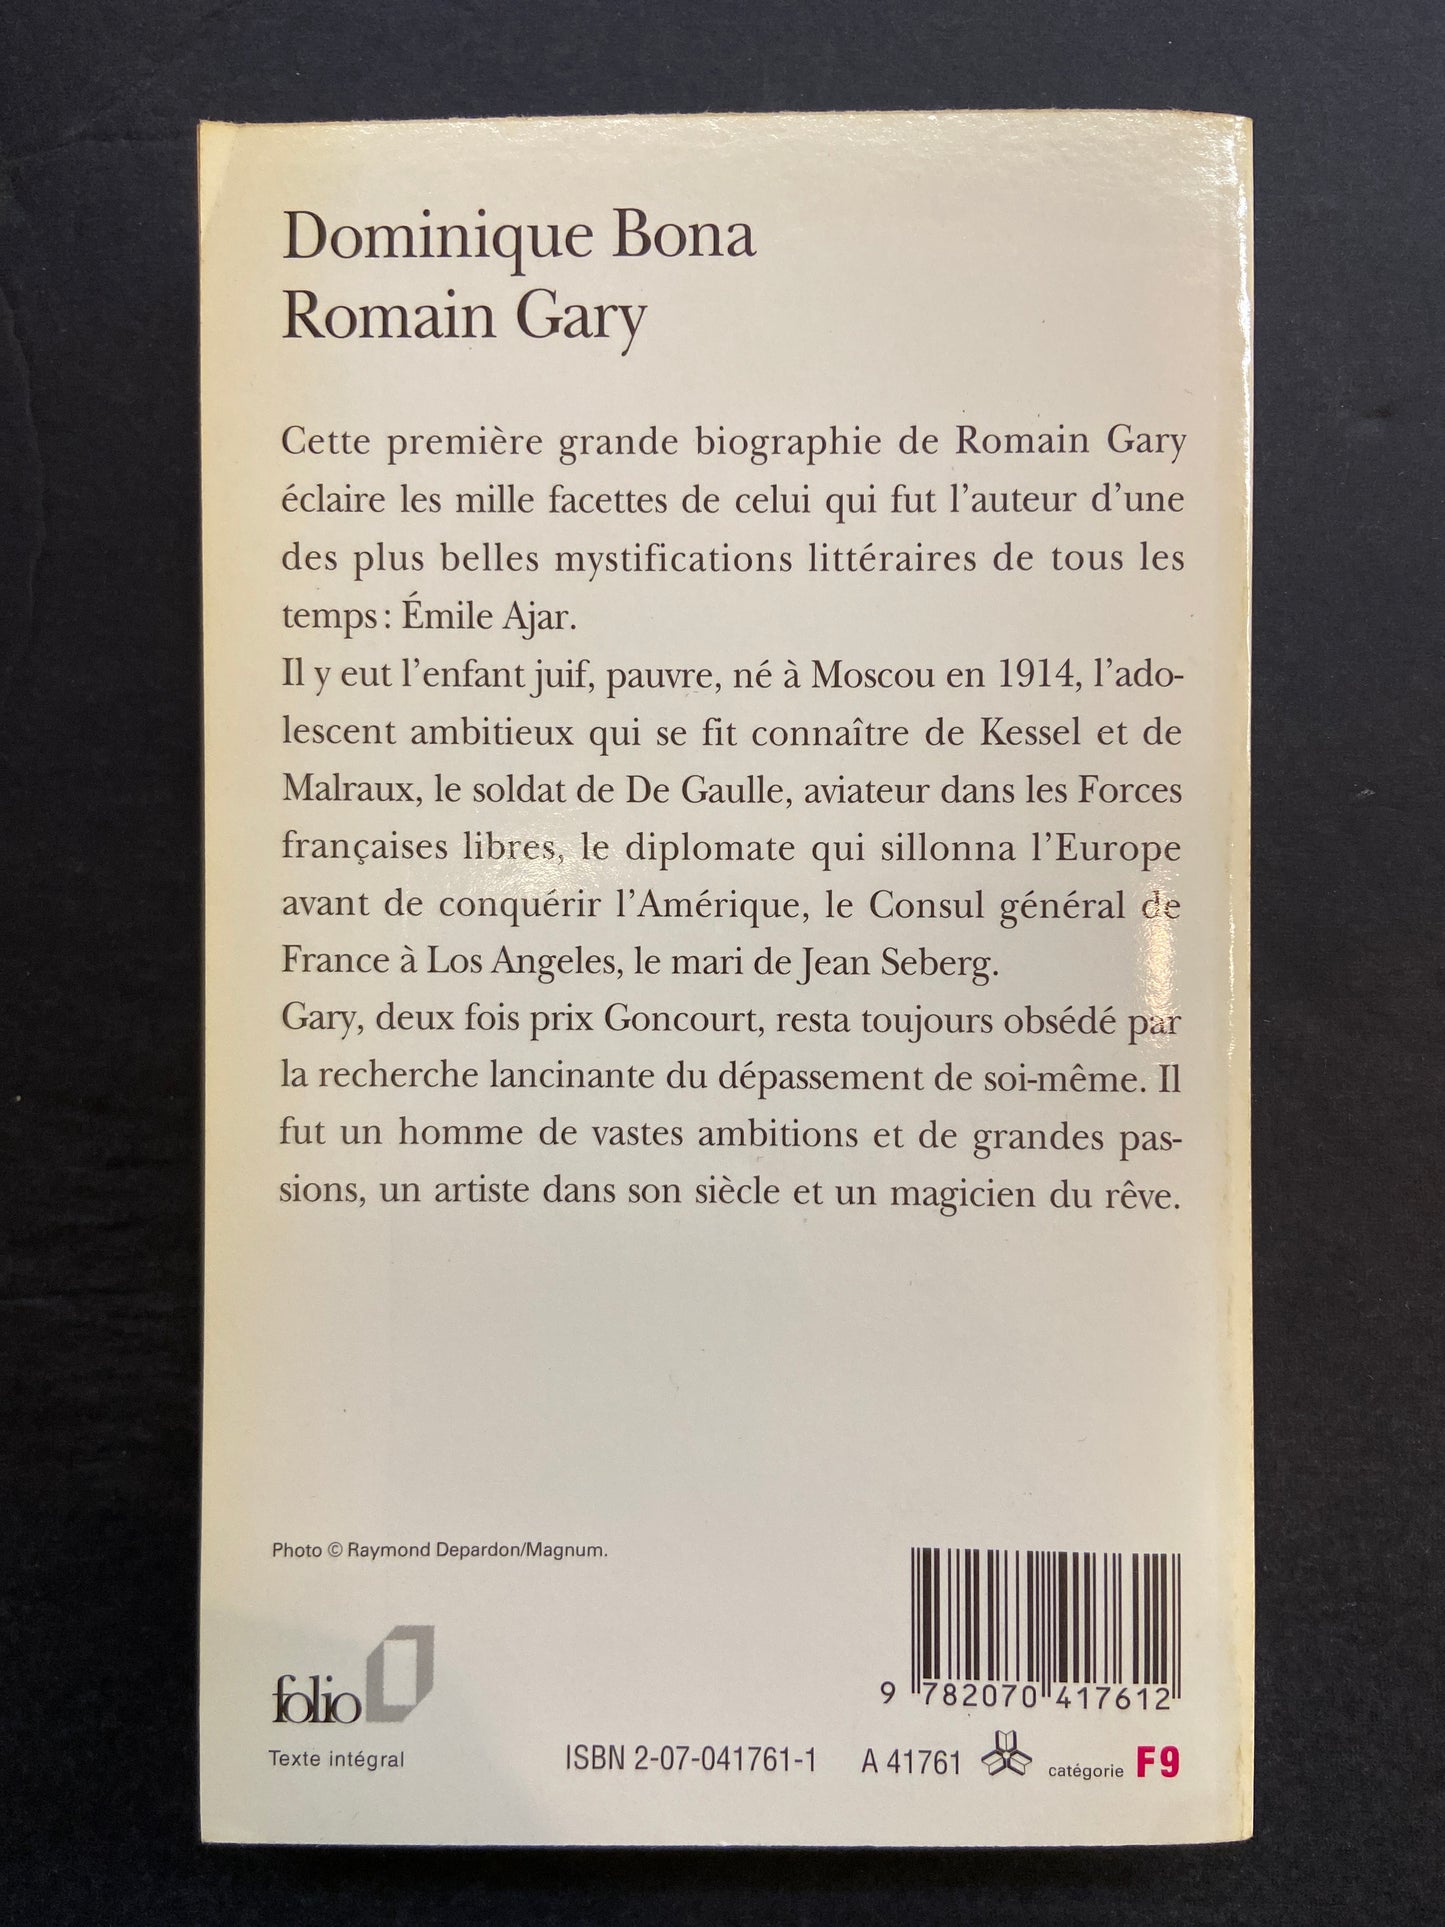 Dominique Bona
Romain Gary
Cette première grande biographie de Romain Gary
éclaire les mille facettes de celui qui fut l'auteur d'une
des plus belles mystifications littéraires de tous les
temps : Émile Ajar.
Il y eut l'enfant juif, pauvre, né à Moscou en 1914, l'ado-
lescent ambitieux qui se fit connaître de Kessel et de
Malraux, le soldat de De Gaulle, aviateur dans les Forces
françaises libres, le diplomate qui sillonna l'Europe
avant de conquérir l'Amérique, le Consul général de
France à Los Angeles, le mari de Jean Seberg.
Gary, deux fois prix Goncourt, resta toujours obsédé par
la recherche lancinante du dépassement de soi-même. Il
fut un homme de vastes ambitions et de grandes pas-
sions, un artiste dans son siècle et un magicien du rêve.
Photo © Raymond Depardon/Magnum.
folio
Texte intégral
9 782070 417612
ISBN 2-07-041761-1 A 41761 catégorie F9